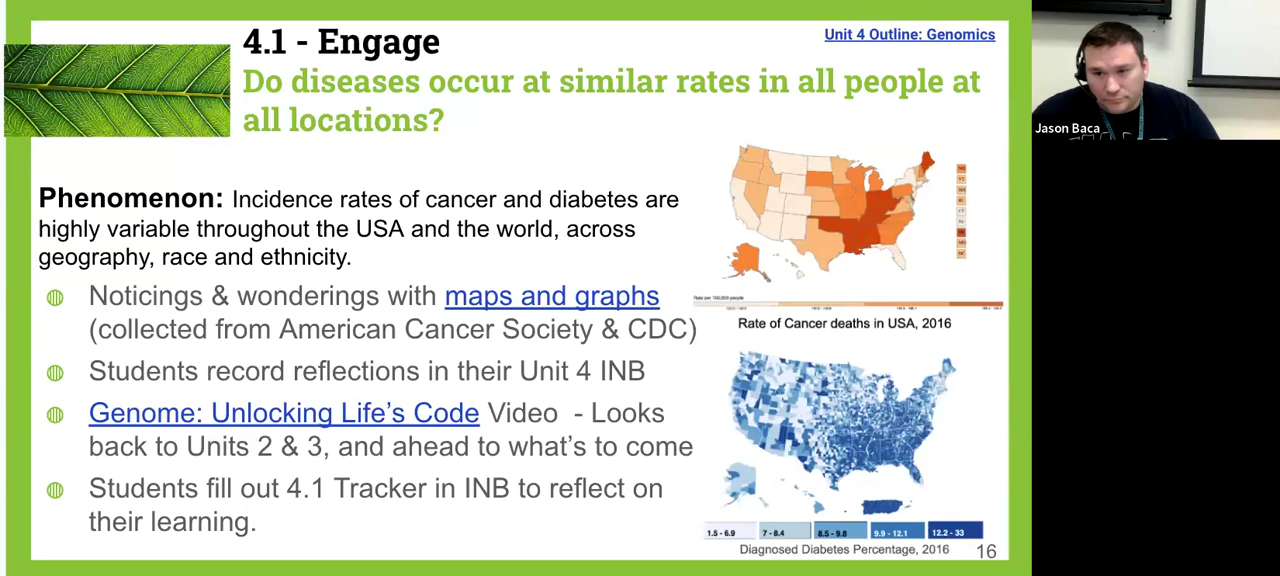 4.1 - Engage
Unit 4 Outline: Genomics
Do diseases occur at similar rates in all people at
all locations?
Jason Baca
Phenomenon: Incidence rates of cancer and diabetes are
highly variable throughout the USA and the world, across
geography, race and ethnicity.
Noticings & wonderings with maps and graphs
(collected from American Cancer Society & CDC)
Students record reflections in their Unit 4 INB
Genome: Unlocking Life's Code Video - Looks
back to Units 2 & 3, and ahead to what's to come
Students fill out 4.1 Tracker in INB to reflect on
their learning.
Rate per 100,000 people
Rate of Cancer deaths in USA, 2016
1.5 - 6.9 7 - 8.4 8.5 - 9.8 9.9 - 12.1 12.2 - 33
Diagnosed Diabetes Percentage, 2016
16